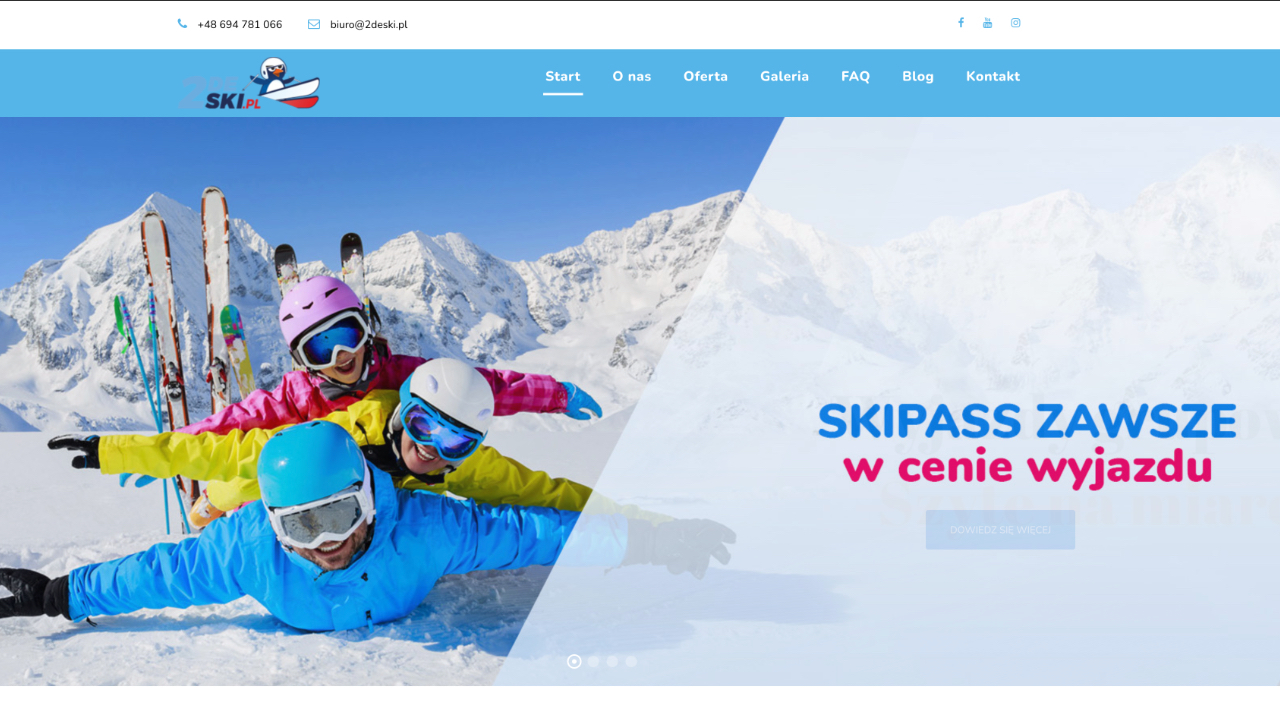 +48 694 781 066
biuro@2deski.pl
SKI.PL
Start
O nas
Oferta
Galeria
FAQ
Blog
Kontakt
SKIPASS ZAWSZE
w cenie wyjazdu
DOWIEDZ SIĘ WIĘCEJ